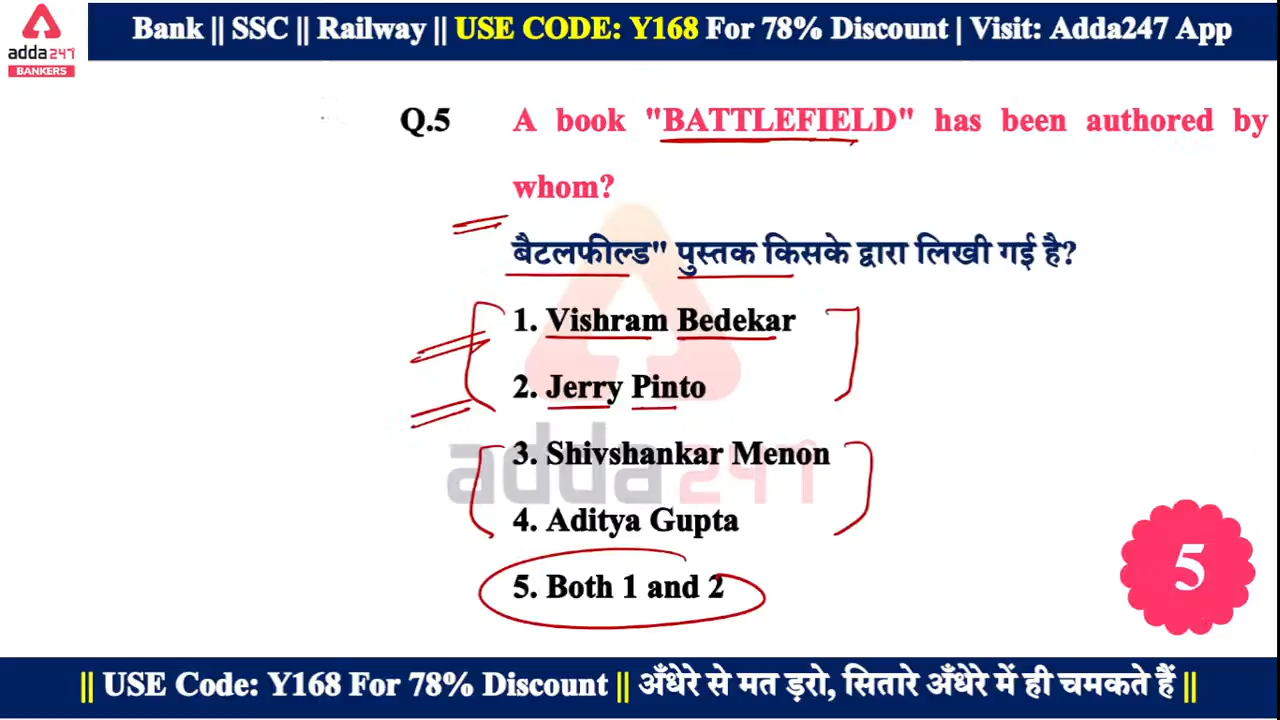 Bank || SSC || Railway || USE CODE: Y168 For 78% Discount | Visit: Adda247 App
adda247
BANKERS
Q.5 A book "BATTLEFIELD" has been authored by
whom?
बैटलफील्ड" पुस्तक किसके द्वारा लिखी गई है?
1. Vishram Bedekar
2. Jerry Pinto
adda247
3. Shivshankar Menon
4. Aditya Gupta
5. Both 1 and 2
5
|| USE Code: Y168 For 78% Discount || अँधेरे से मत ड़रो, सितारे अँधेरे में ही चमकते हैं ||